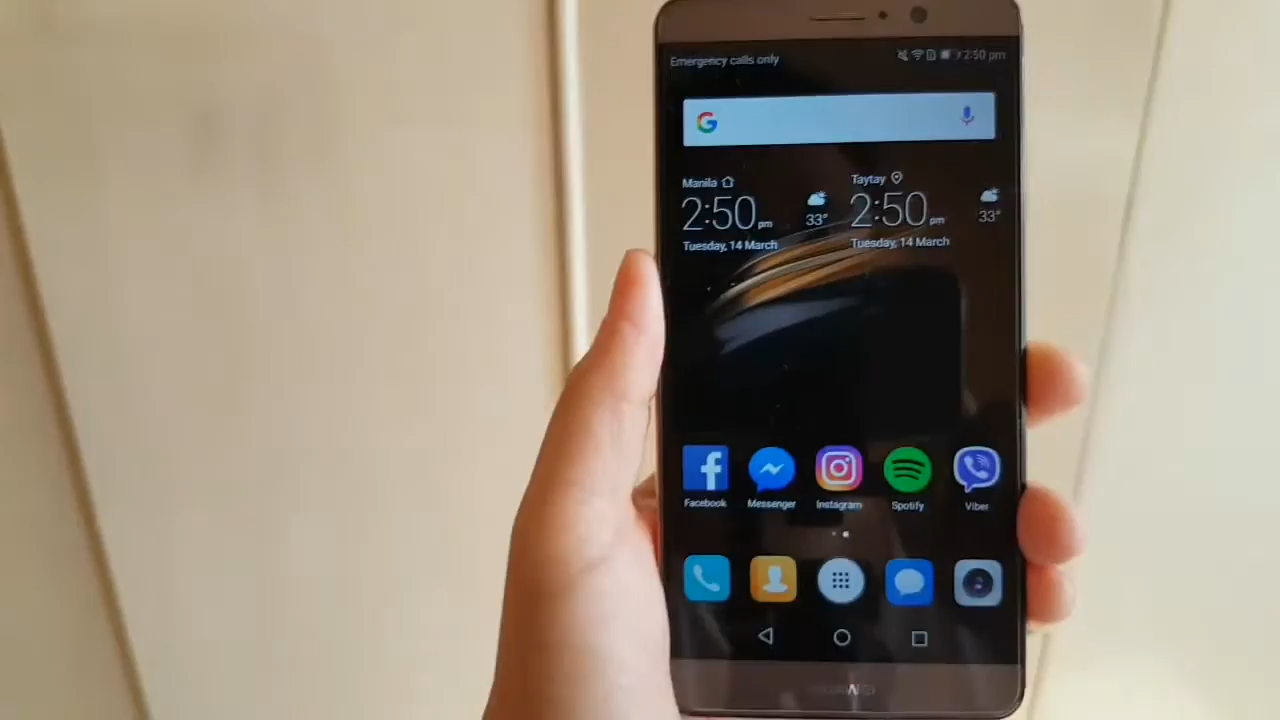 Emergency calls only 2:50 pm
G
Manila Taytay
2:50 pm 33° 2:50 pm 33°
Tuesday, 14 March Tuesday, 14 March
Facebook Messenger Instagram Spotify Viber
HUAWEI